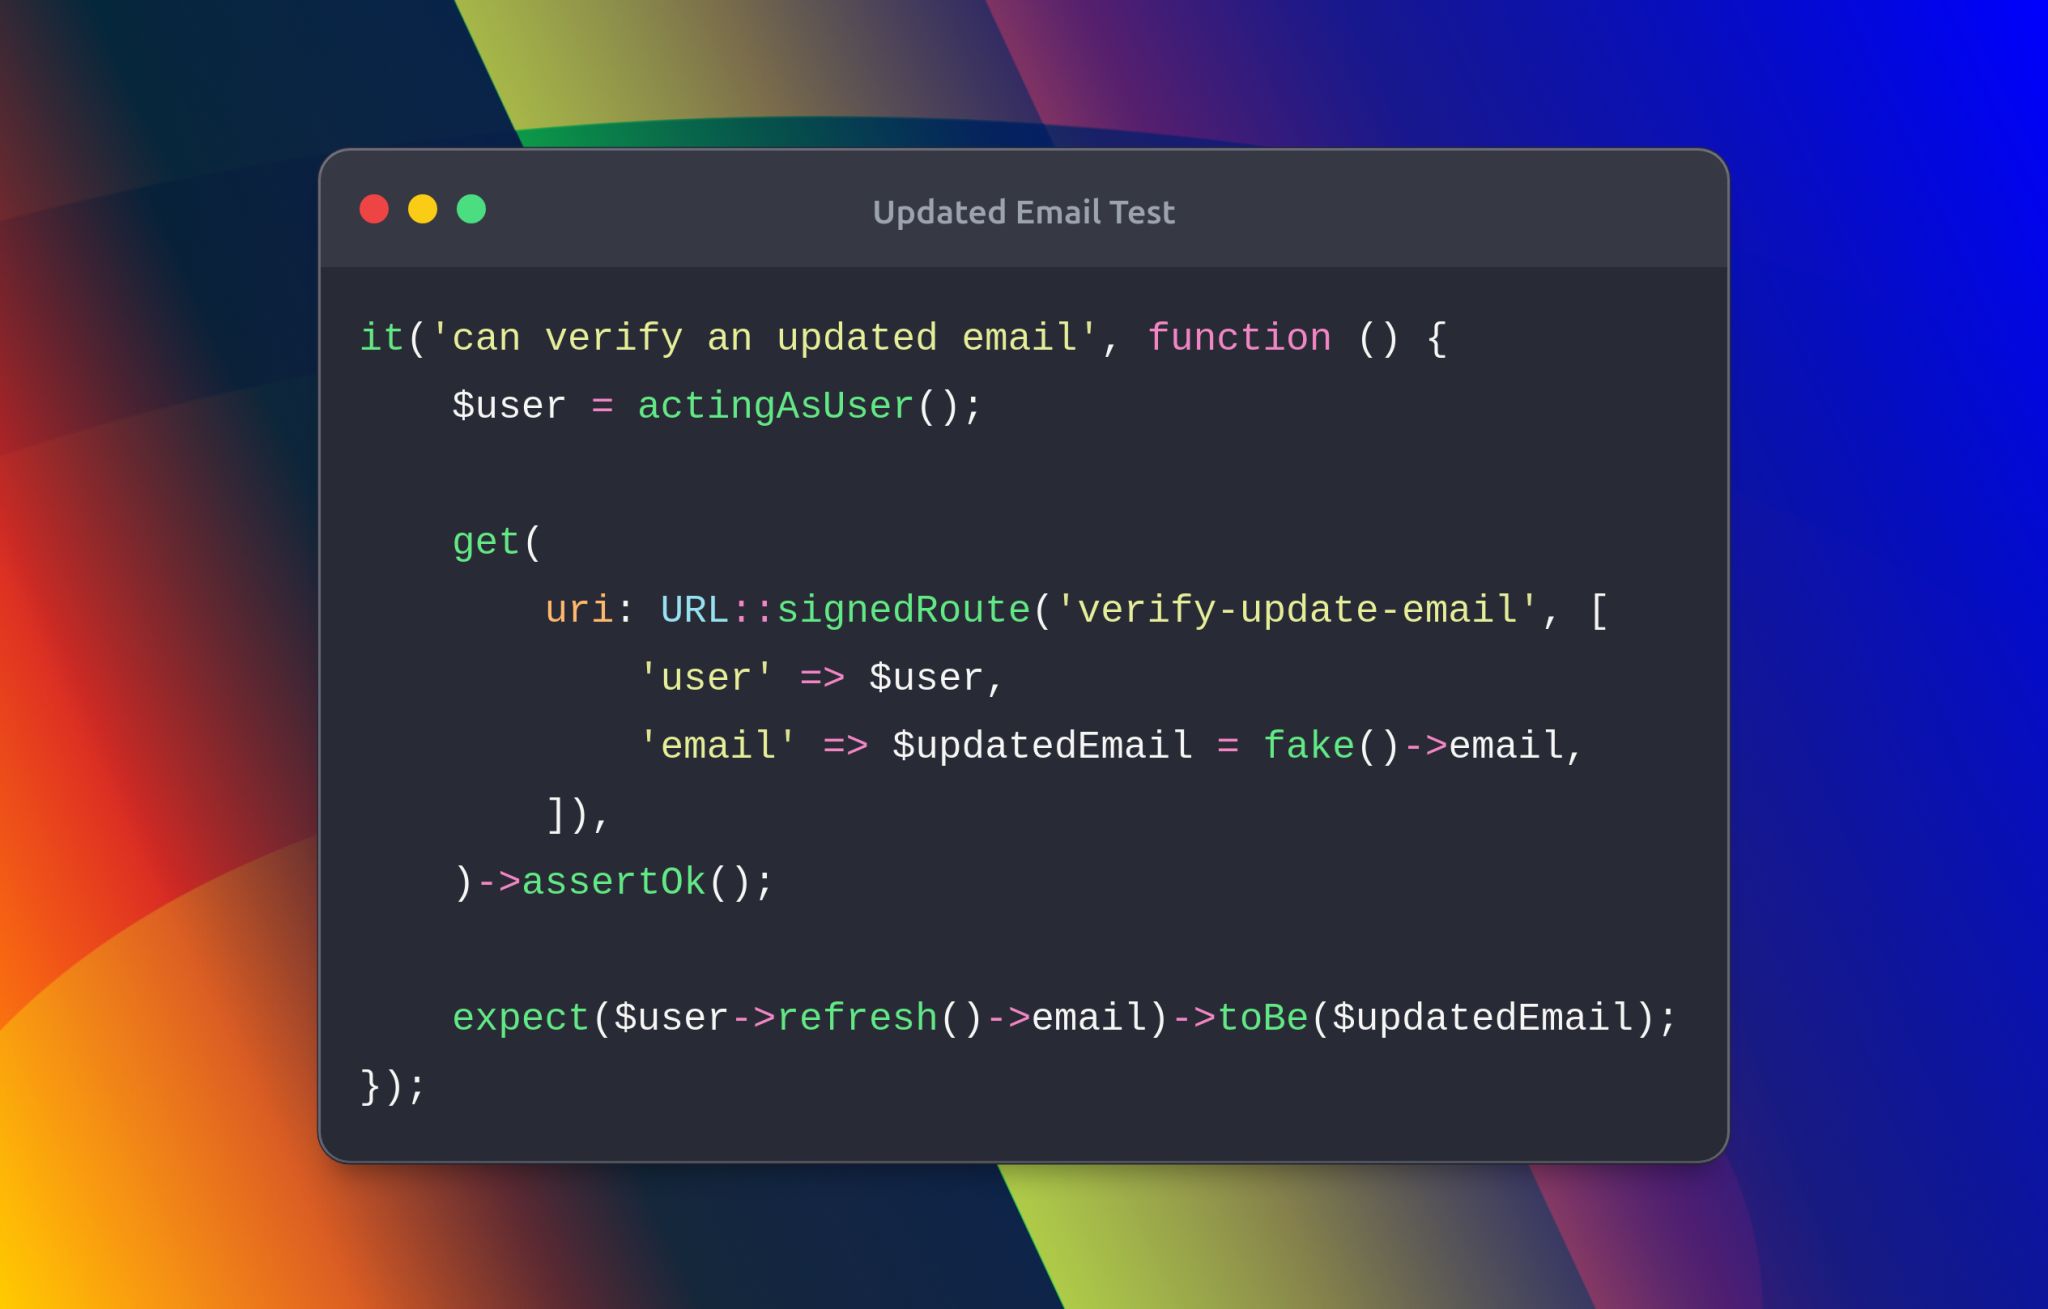 Updated Email Test
it('can verify an updated email', function () {
    $user = actingAsUser();

    get(
        uri: URL::signedRoute('verify-update-email', [
            'user' => $user,
            'email' => $updatedEmail = fake()->email,
        ]),
    )->assertOk();

    expect($user->refresh()->email)->toBe($updatedEmail);
});